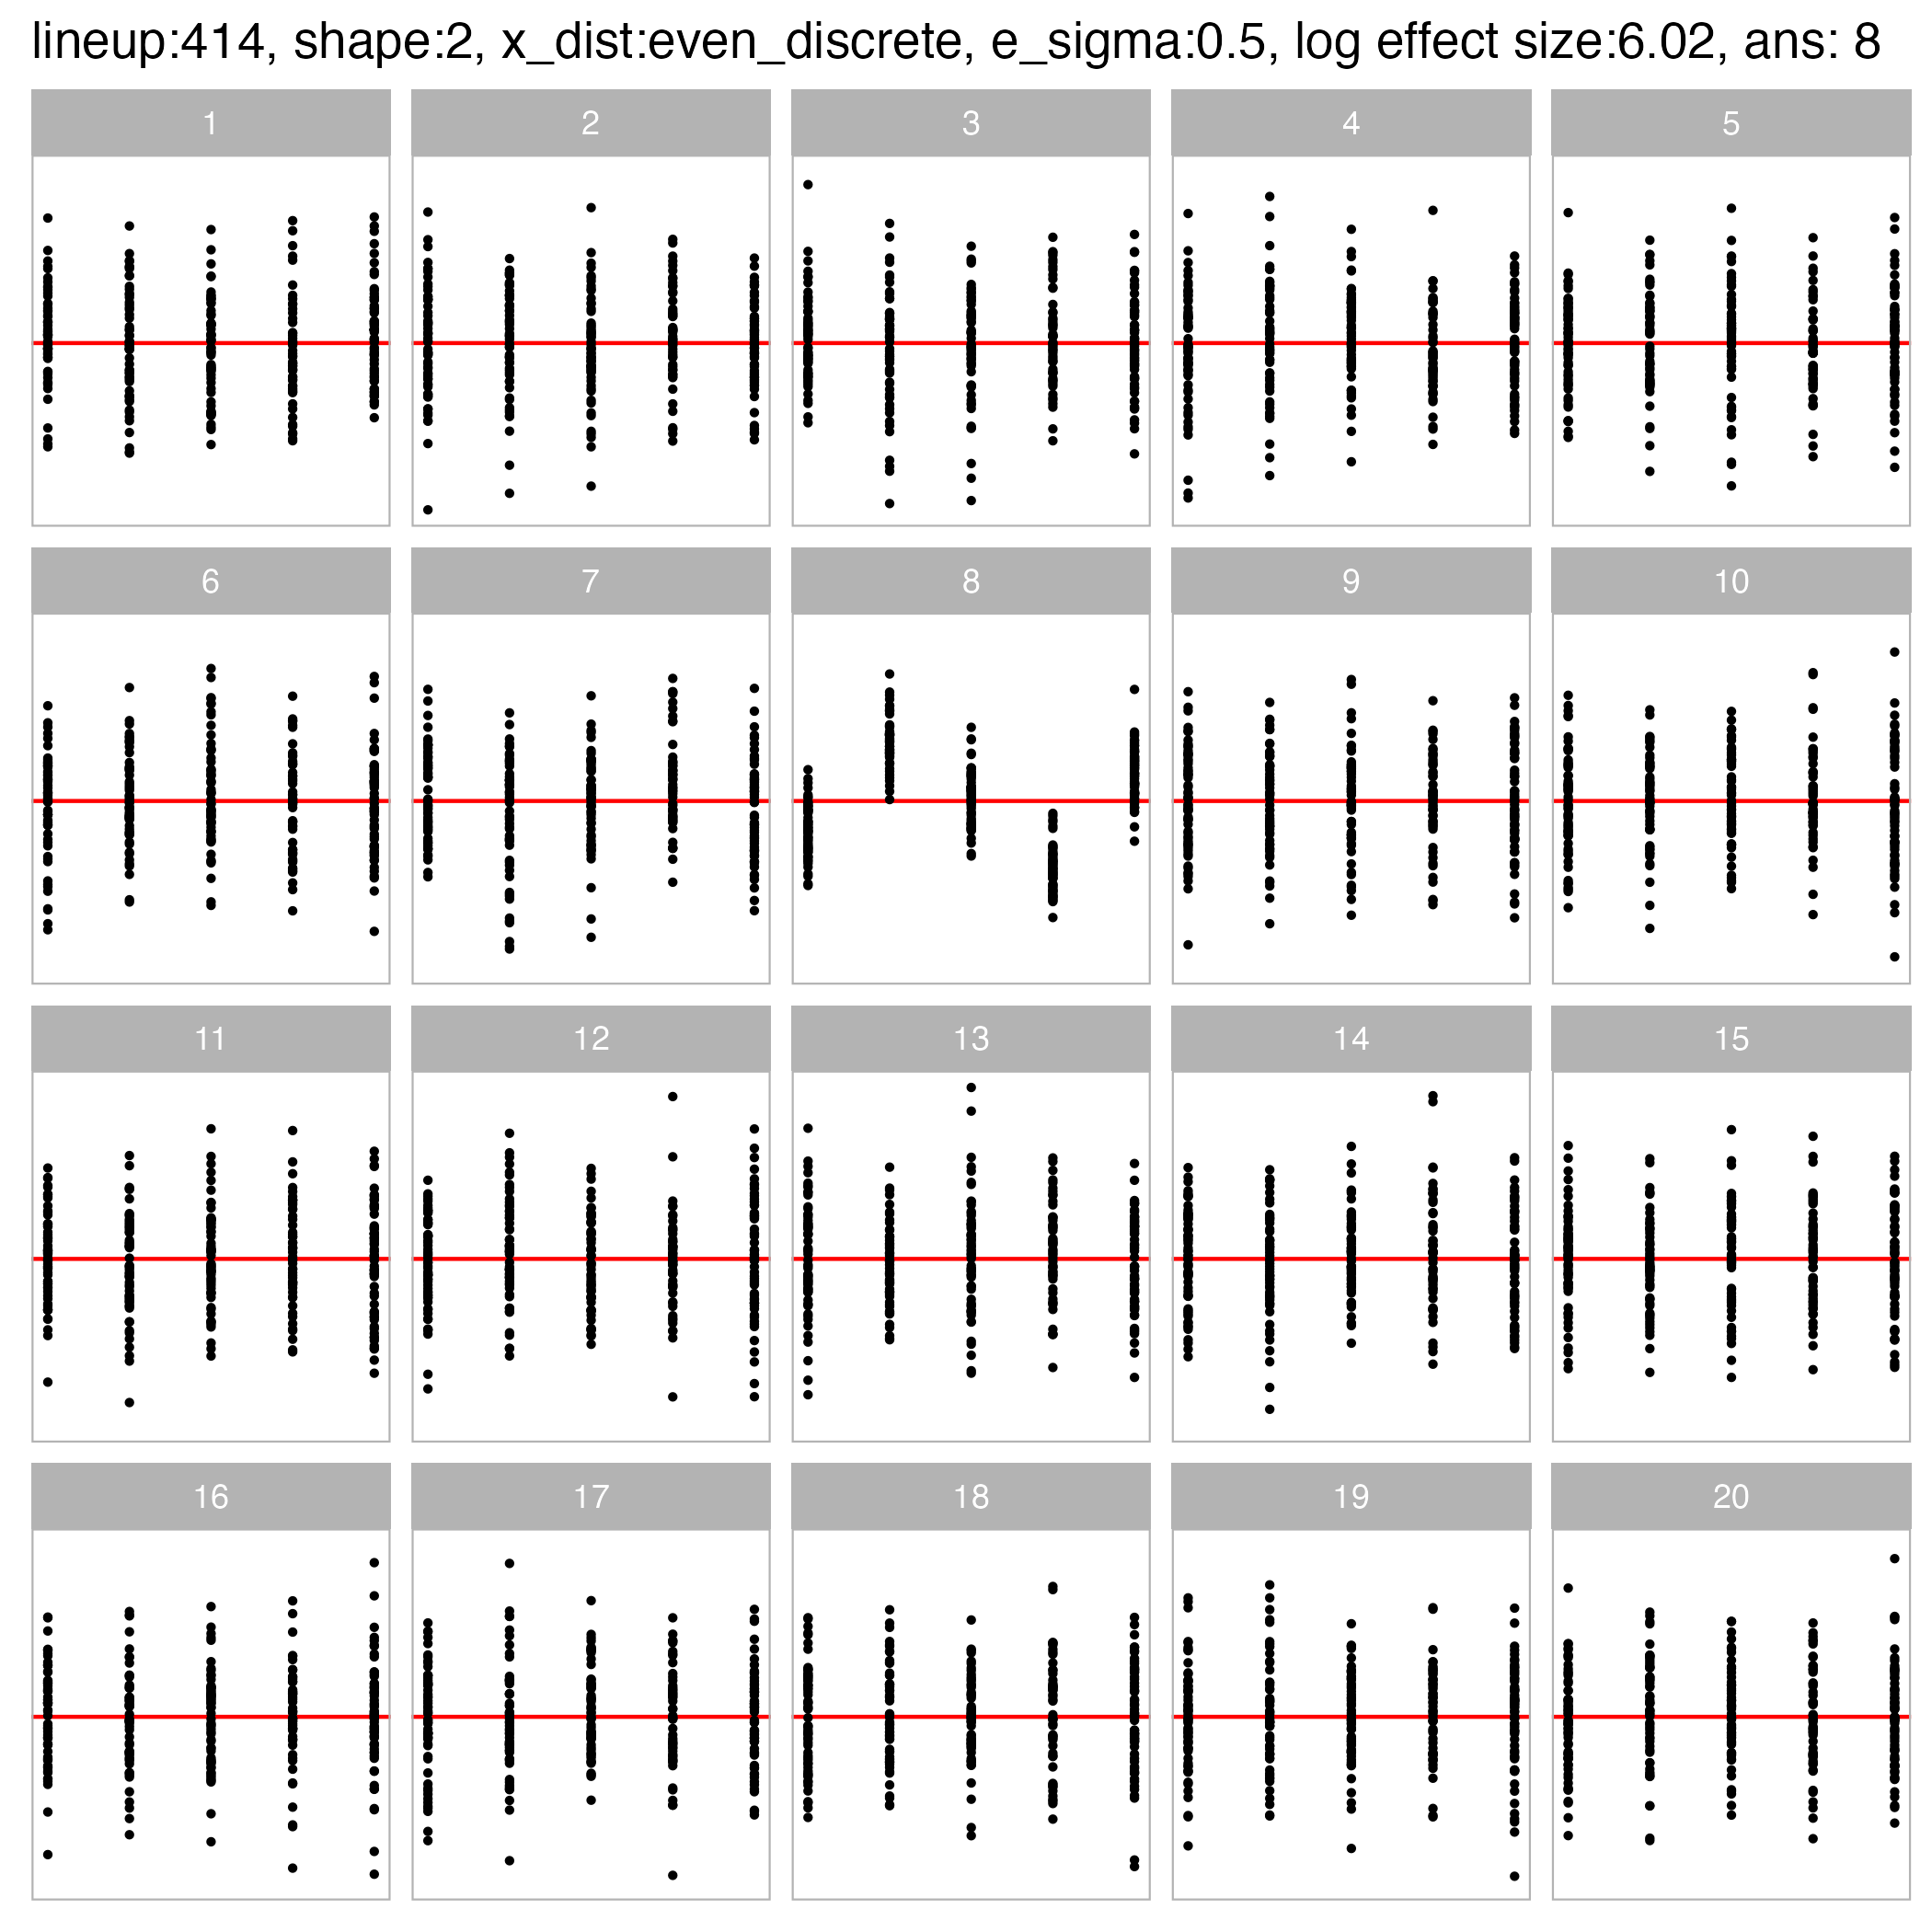 lineup:414, shape:2, x_dist:even_discrete, e_sigma:0.5, log effect size:6.02, ans: 8
1 2 3 4 5
6 7 8 9 10
11 12 13 14 15
16 17 18 19 20